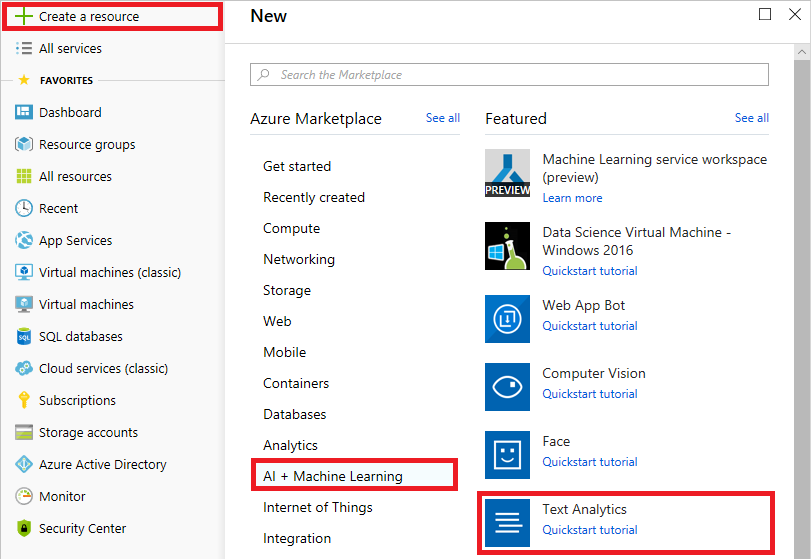 Create a resource
All services
FAVORITES
Dashboard
Resource groups
All resources
Recent
App Services
Virtual machines (classic)
Virtual machines
SQL
SQL databases
Cloud services (classic)
Subscriptions
Storage accounts
Azure Active Directory
Monitor
Security Center
New
Search the Marketplace
Azure Marketplace
See all
Get started
Recently created
Compute
Networking
Storage
Web
Mobile
Containers
Databases
Analytics
AI + Machine Learning
Internet of Things
Integration
Featured
See all
PREVIEW
Machine Learning service workspace
(preview)
Learn more
Data Science Virtual Machine -
Windows 2016
Quickstart tutorial
Web App Bot
Quickstart tutorial
Computer Vision
Quickstart tutorial
Face
Quickstart tutorial
Text Analytics
Quickstart tutorial